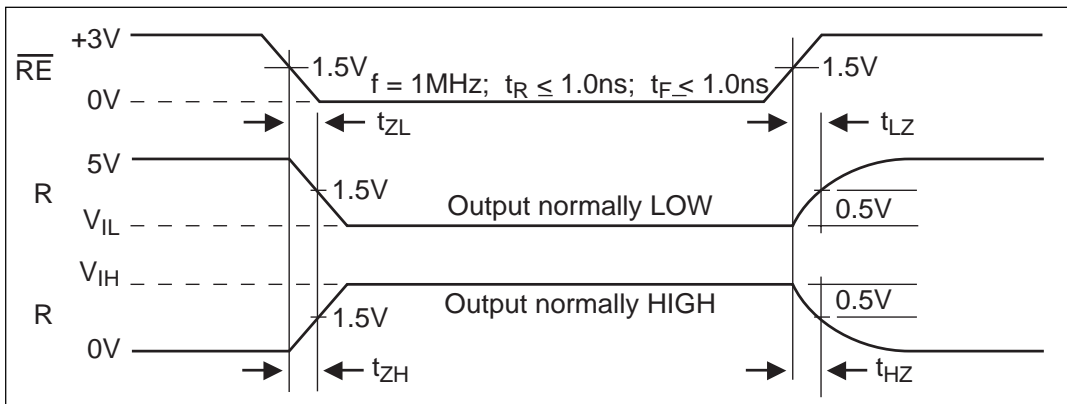 +3V
RE
1.5V
1.5V
f = 1MHz; tR ≤ 1.0ns; tF ≤ 1.0ns
0V
tZL
tLZ
5V
R
1.5V
Output normally LOW
0.5V
VIL
VIH
R
1.5V
Output normally HIGH
0.5V
0V
tZH
tHZ